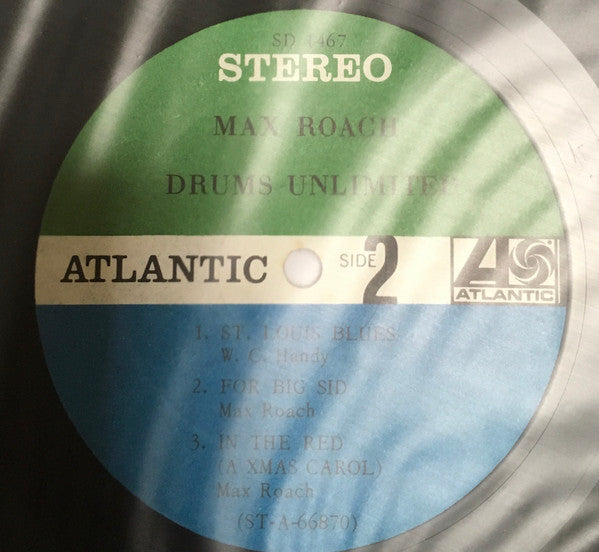 SD 1467
STEREO
MAX ROACH
DRUMS UNLIMITED
ATLANTIC
SIDE 2
ATLANTIC
1. ST. LOUIS BLUES
W. C. Handy
2. FOR BIG SID
Max Roach
3. IN THE RED
(A XMAS CAROL)
Max Roach
(ST-A-66870)